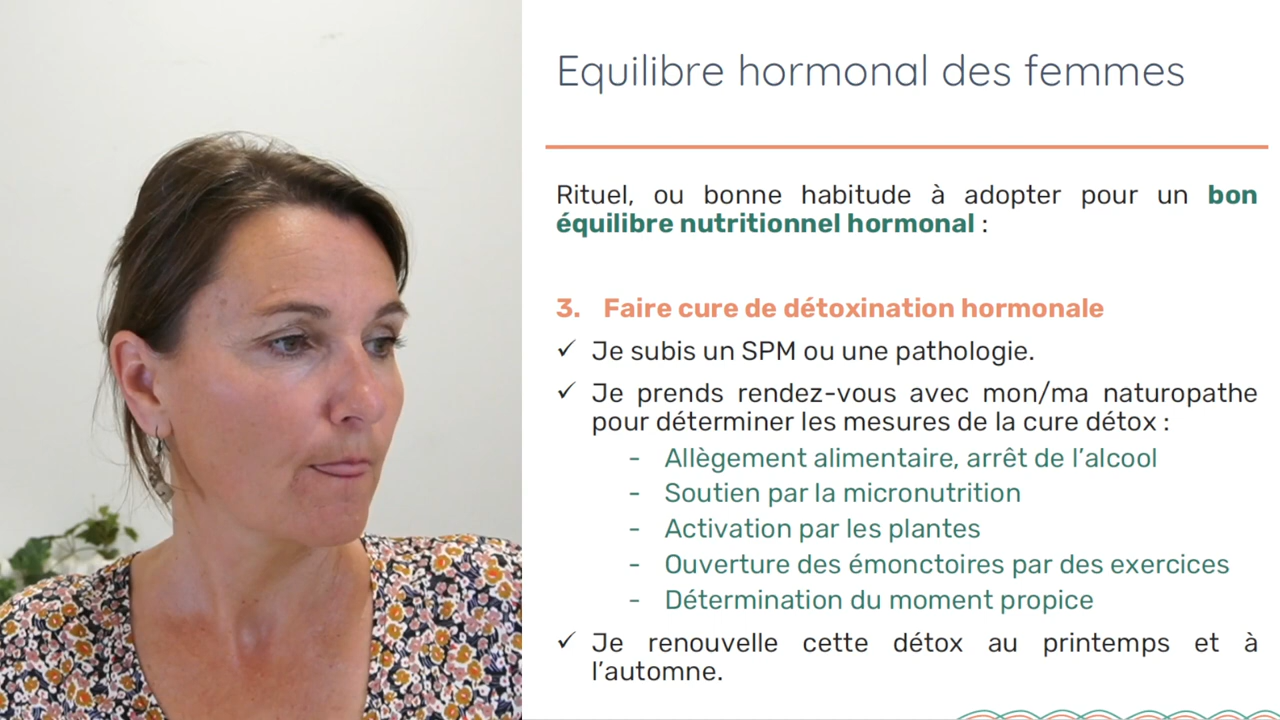 Equilibre hormonal des femmes
Rituel, ou bonne habitude à adopter pour un bon
équilibre nutritionnel hormonal :
3. Faire cure de détoxination hormonale
✓ Je subis un SPM ou une pathologie.
✓ Je prends rendez-vous avec mon/ma naturopathe
pour déterminer les mesures de la cure détox :
- Allègement alimentaire, arrêt de l'alcool
- Soutien par la micronutrition
- Activation par les plantes
- Ouverture des émonctoires par des exercices
- Détermination du moment propice
✓ Je renouvelle cette détox au printemps et à
l'automne.